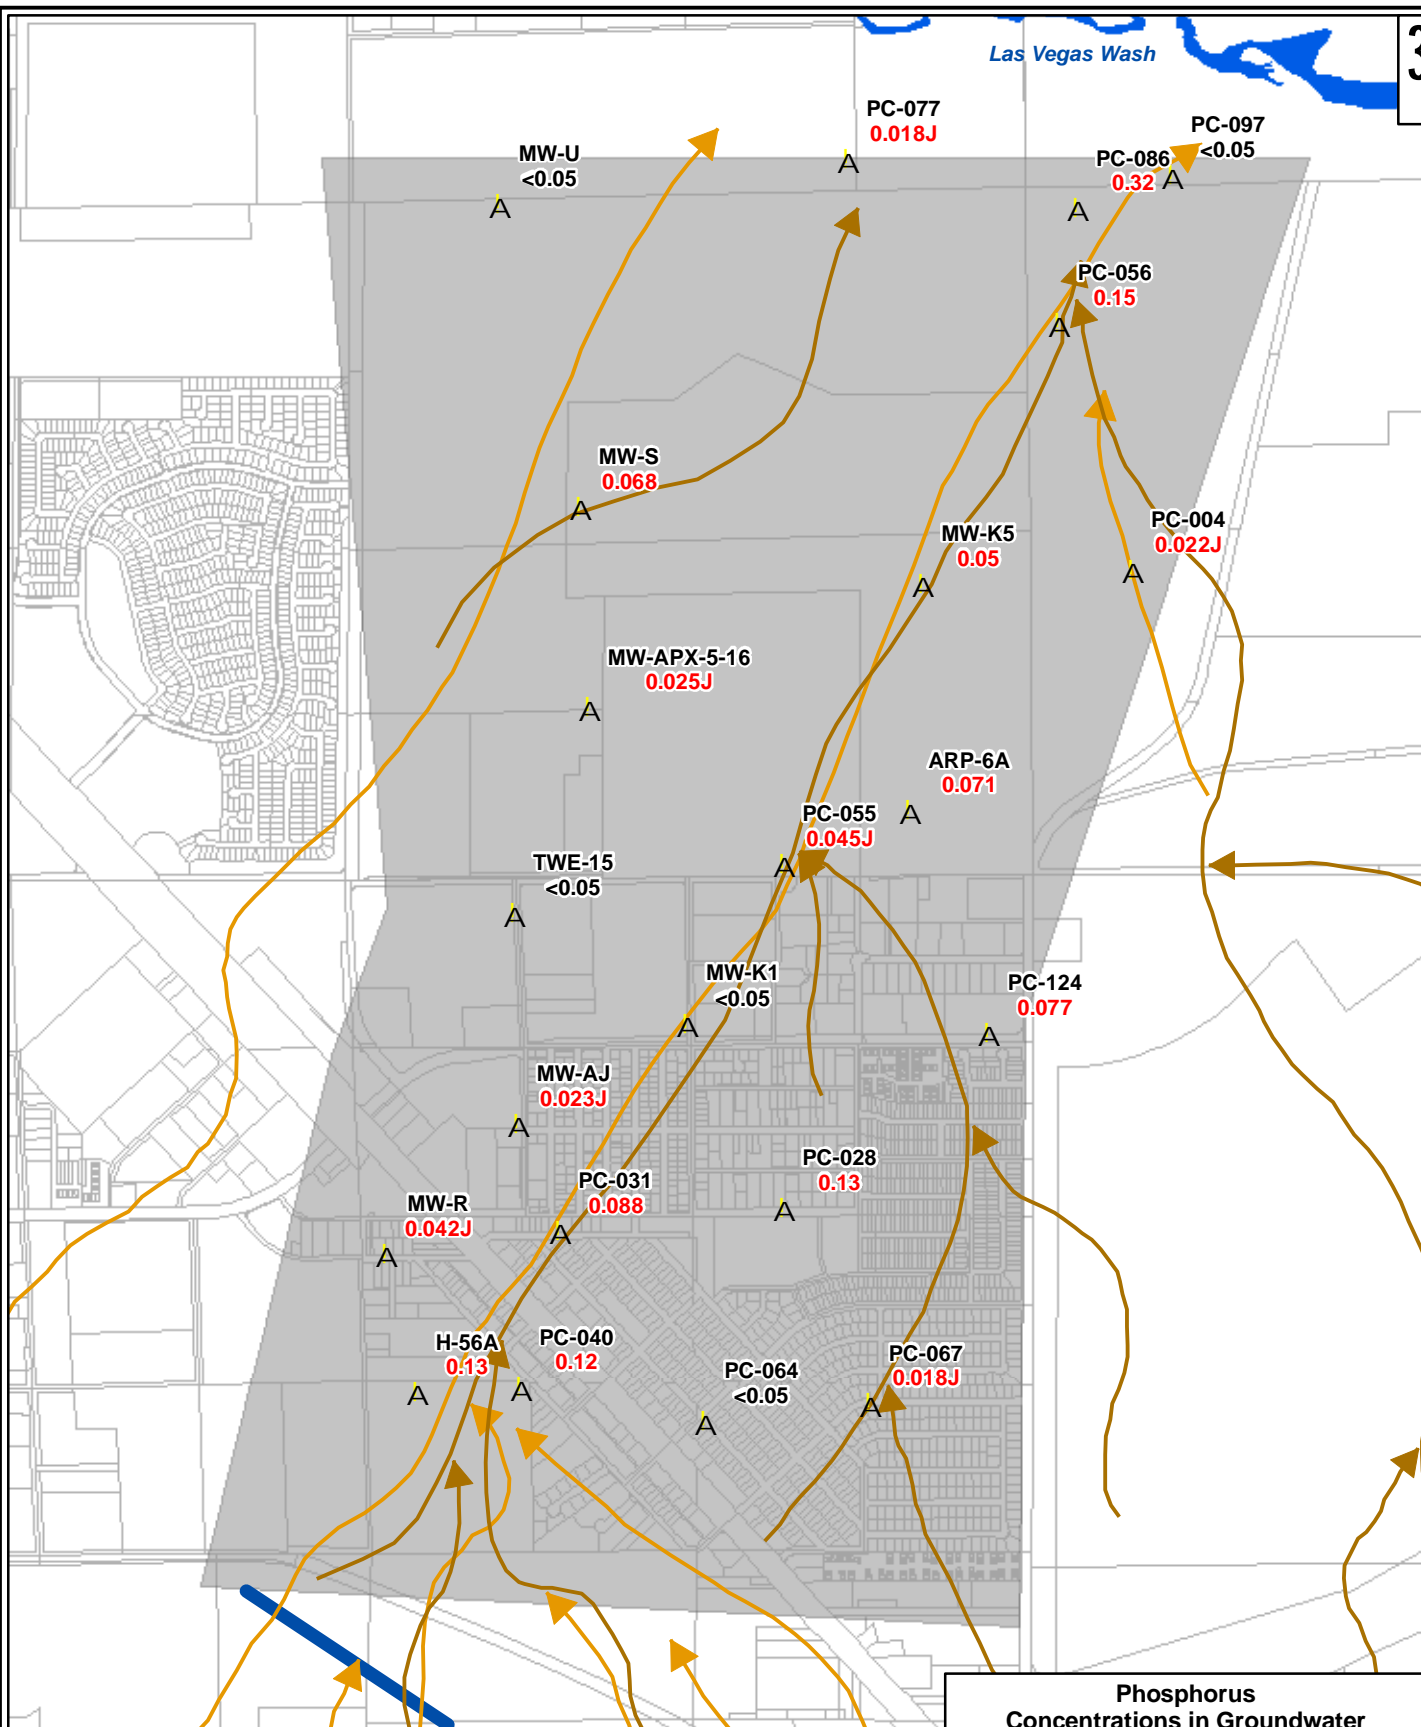 Las Vegas Wash
3
PC-077
0.018J
PC-097
<0.05
MW-U
<0.05
PC-086
0.32
A
A
A
A
PC-056
0.15
A
MW-S
0.068
A
PC-004
0.022J
MW-K5
0.05
A
A
MW-APX-5-16
0.025J
A
ARP-6A
0.071
A
PC-055
0.045J
A
TWE-15
<0.05
A
MW-K1
<0.05
A
PC-124
0.077
A
MW-AJ
0.023J
A
PC-028
0.13
A
PC-031
0.088
A
MW-R
0.042J
A
H-56A
0.13
A
PC-040
0.12
A
PC-064
<0.05
A
PC-067
0.018J
A
Phosphorus
Concentrations in Groundwater